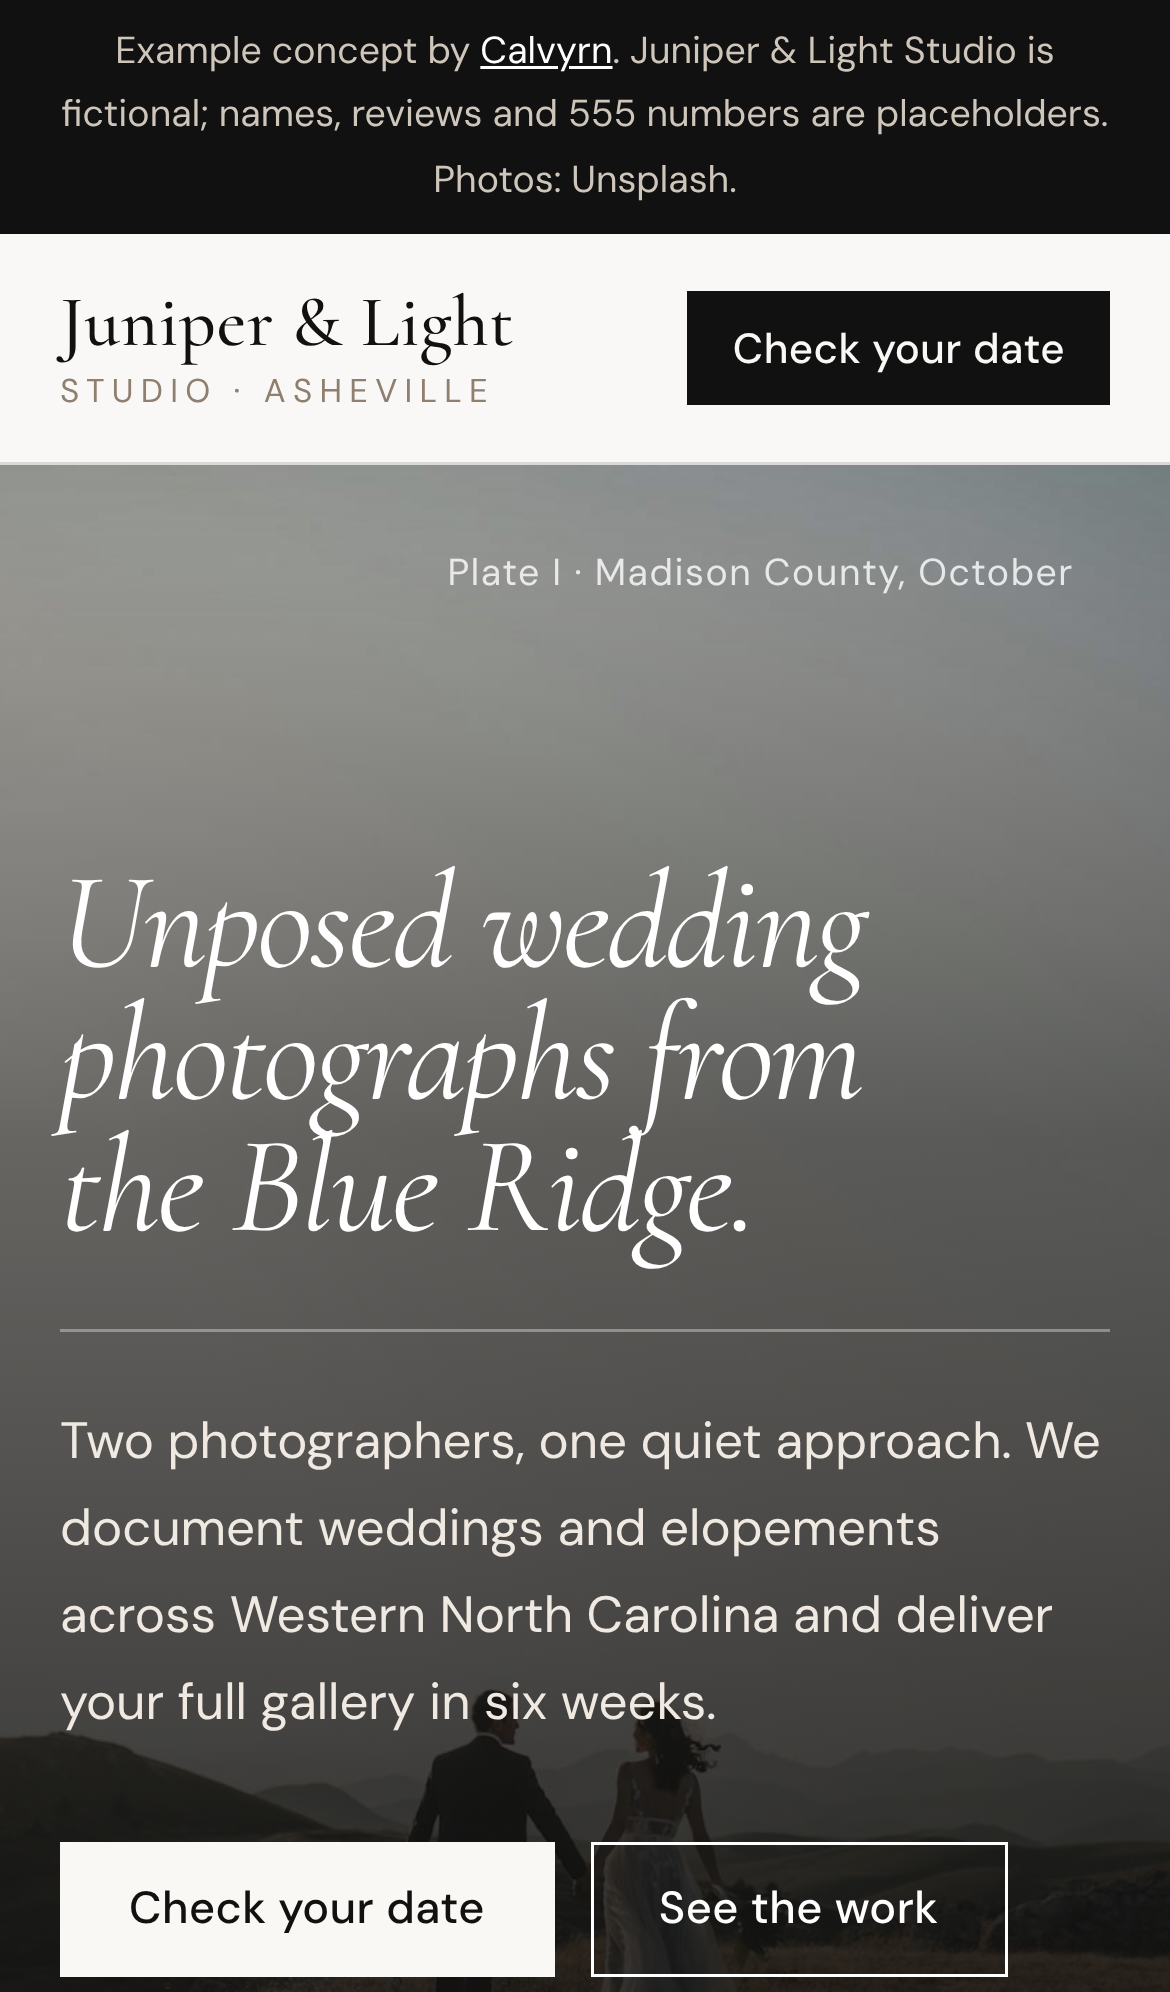 Example concept by Calvyrn. Juniper & Light Studio is
fictional; names, reviews and 555 numbers are placeholders.
Photos: Unsplash.
Juniper & Light
STUDIO · ASHEVILLE
Check your date
Plate I · Madison County, October
Unposed wedding
photographs from
the Blue Ridge.
Two photographers, one quiet approach. We
document weddings and elopements
across Western North Carolina and deliver
your full gallery in six weeks.
Check your date
See the work